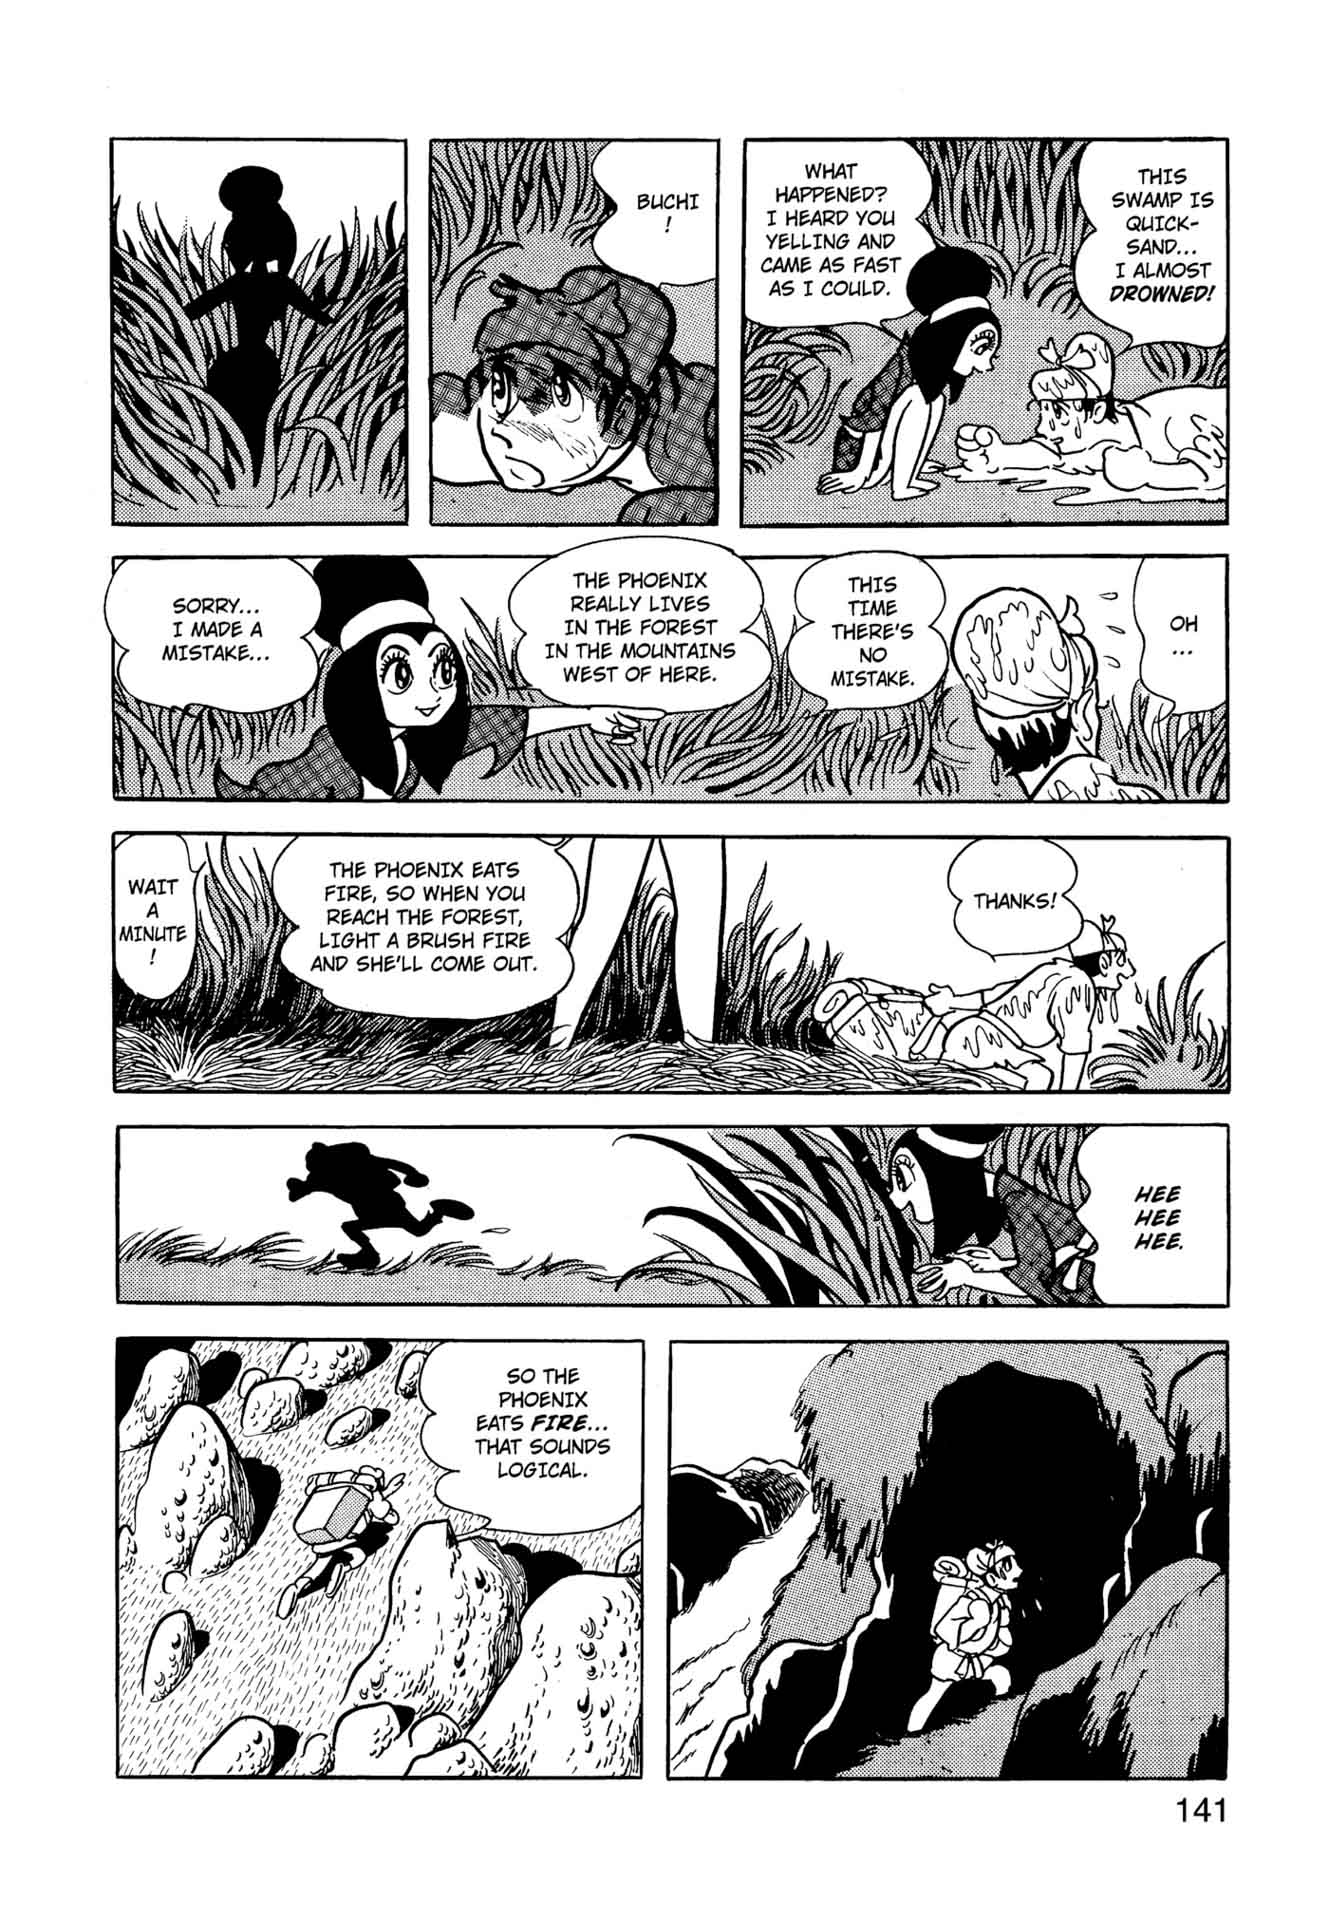 BUCHI
!
WHAT
HAPPENED?
I HEARD YOU
YELLING AND
CAME AS FAST
AS I COULD.
THIS
SWAMP IS
QUICK-
SAND...
I ALMOST
DROWNED!
SORRY...
I MADE A
MISTAKE...
THE PHOENIX
REALLY LIVES
IN THE FOREST
IN THE MOUNTAINS
WEST OF HERE.
THIS
TIME
THERE'S
NO
MISTAKE.
OH
...
WAIT
A
MINUTE
!
THE PHOENIX EATS
FIRE, SO WHEN YOU
REACH THE FOREST,
LIGHT A BRUSH FIRE
AND SHE'LL COME OUT.
THANKS!
HEE
HEE
HEE.
SO THE
PHOENIX
EATS FIRE...
THAT SOUNDS
LOGICAL.
141